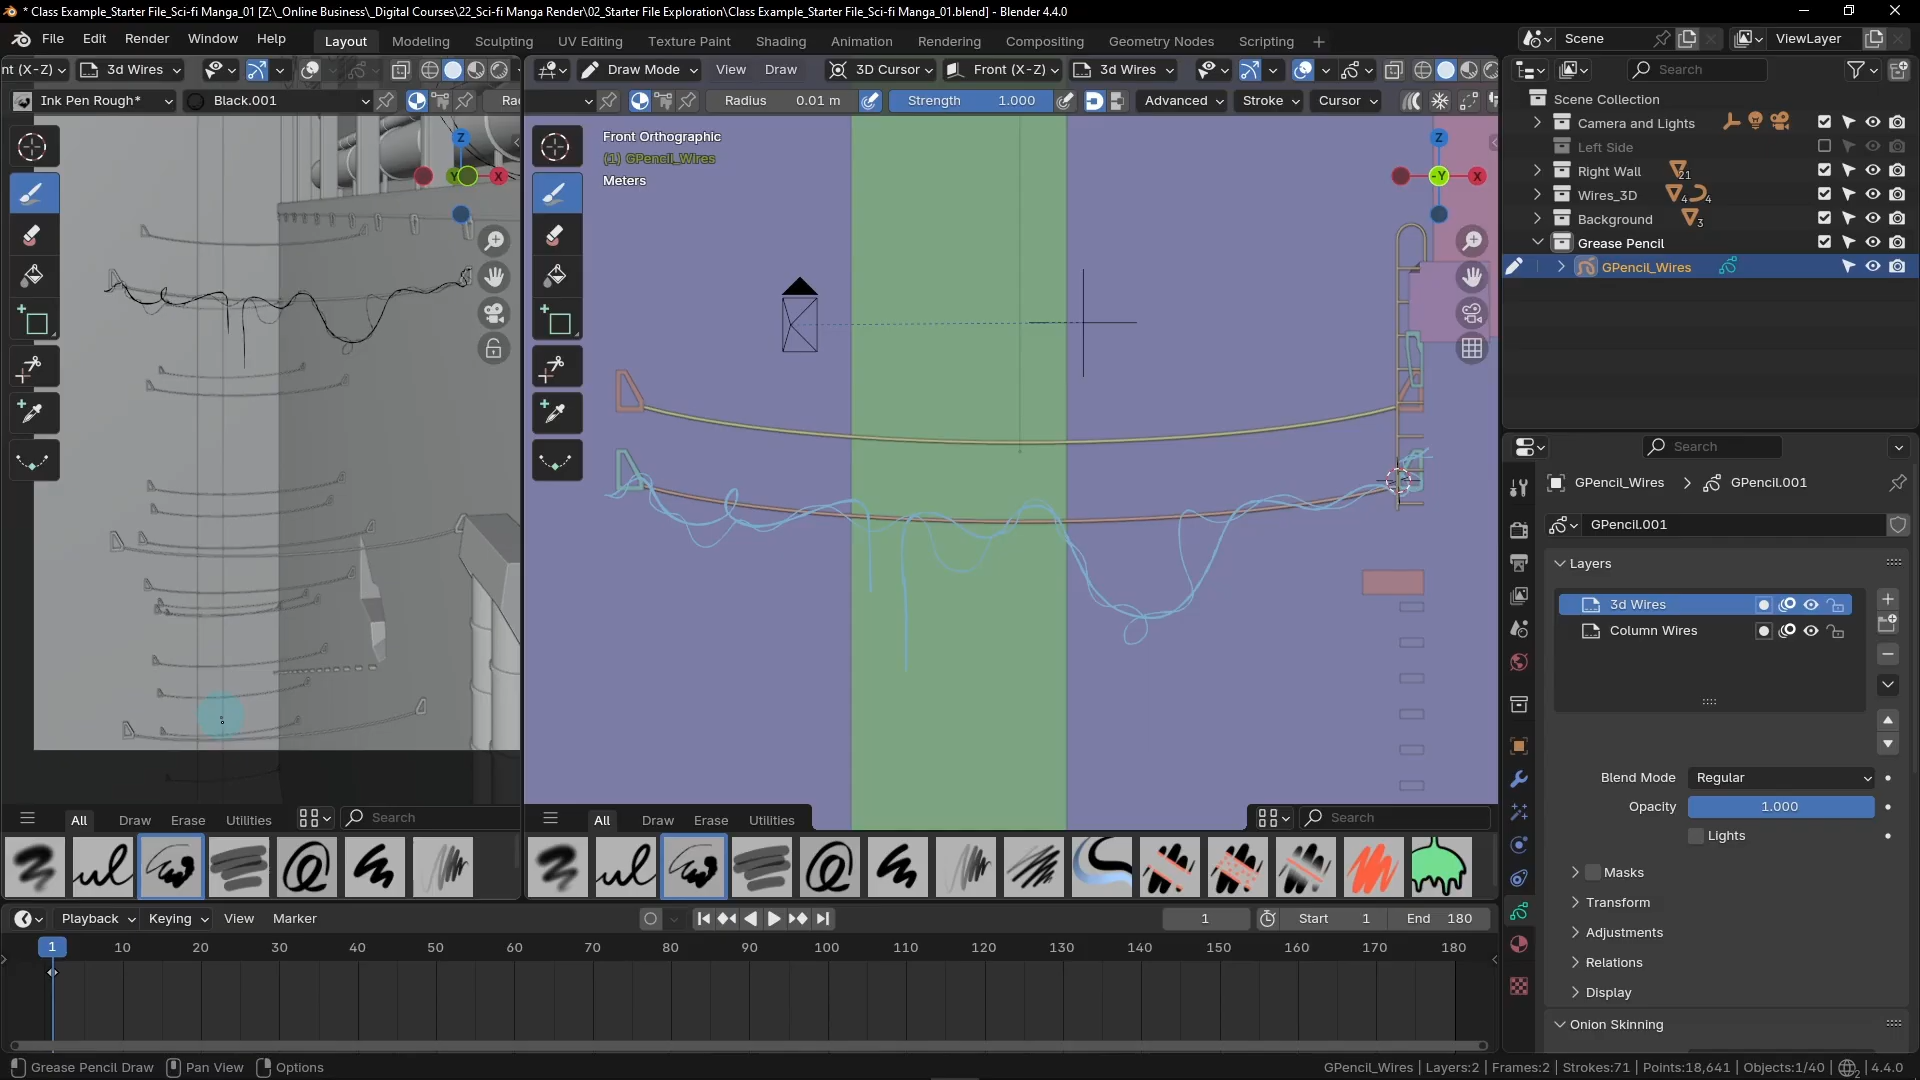 * Class Example_Starter File_Sci-fi Manga_01 [Z:\_Online Business\_Digital Courses\22_Sci-fi Manga Render\02_Starter File Exploration\Class Example_Starter File_Sci-fi Manga_01.blend] - Blender 4.4.0
File Edit Render Window Help Layout Modeling Sculpting UV Editing Texture Paint Shading Animation Rendering Compositing Geometry Nodes Scripting Scene ViewLayer
nt (X-Z) 3d Wires Draw Mode View Draw 3D Cursor Front (X-Z) 3d Wires Search
Ink Pen Rough* Black.001 Radius 0.01 m Strength 1.000 Advanced Stroke Cursor
Scene Collection
Camera and Lights
Left Side
Right Wall 21
Wires_3D 4 4
Background 3
Grease Pencil
GPencil_Wires
Front Orthographic
(1) GPencil_Wires
Meters
Z
Y X
Z
-Y X
Search
GPencil_Wires GPencil.001
GPencil.001
Layers
3d Wires
Column Wires
Blend Mode Regular
Opacity 1.000
Lights
Masks
Transform
Adjustments
Relations
Display
Onion Skinning
All Draw Erase Utilities Search
All Draw Erase Utilities Search
Playback Keying View Marker 1 Start 1 End 180
1 10 20 30 40 50 60 70 80 90 100 110 120 130 140 150 160 170 180
Grease Pencil Draw Pan View Options GPencil_Wires | Layers:2 | Frames:2 | Strokes:71 | Points:18,641 | Objects:1/40 | 2 4.4.0